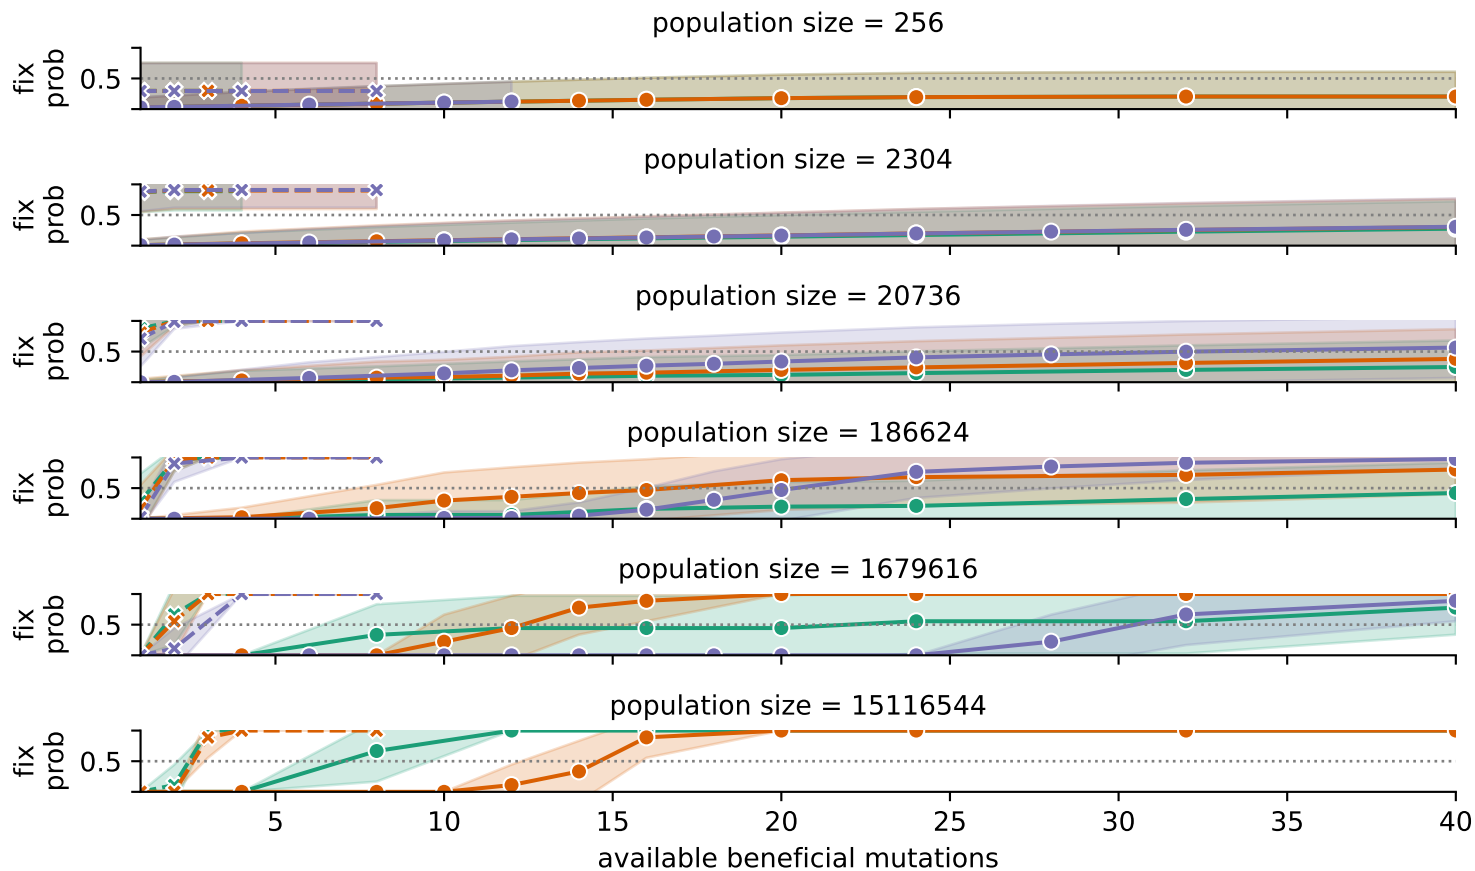 population size = 256
fix
prob
0.5
population size = 2304
fix
prob
0.5
population size = 20736
fix
prob
0.5
population size = 186624
fix
prob
0.5
population size = 1679616
fix
prob
0.5
population size = 15116544
fix
prob
0.5
5 10 15 20 25 30 35 40
available beneficial mutations